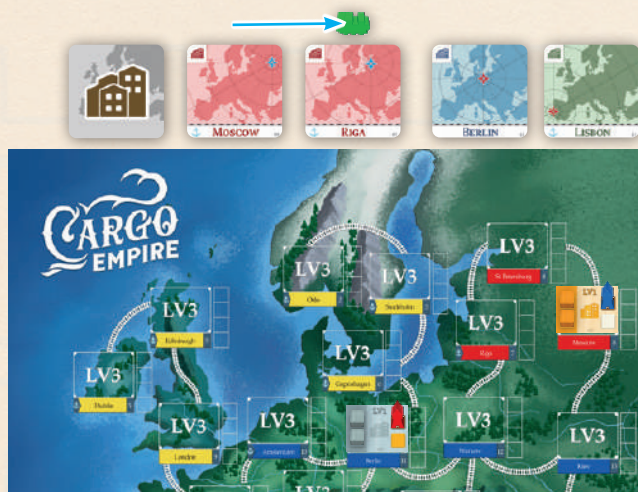 MOSCOW
RIGA
BERLIN
LISBON
CARGO
EMPIRE
LV3
Oslo
LV3
Stockholm
LV3
St Petersburg
LV1
Moscow
LV3
Edinburgh
LV3
Riga
LV3
Copenhagen
LV3
Dublin
LV3
London
LV3
Amsterdam
LV1
Berlin
LV3
Warsaw
LV3
Kiev
LV3